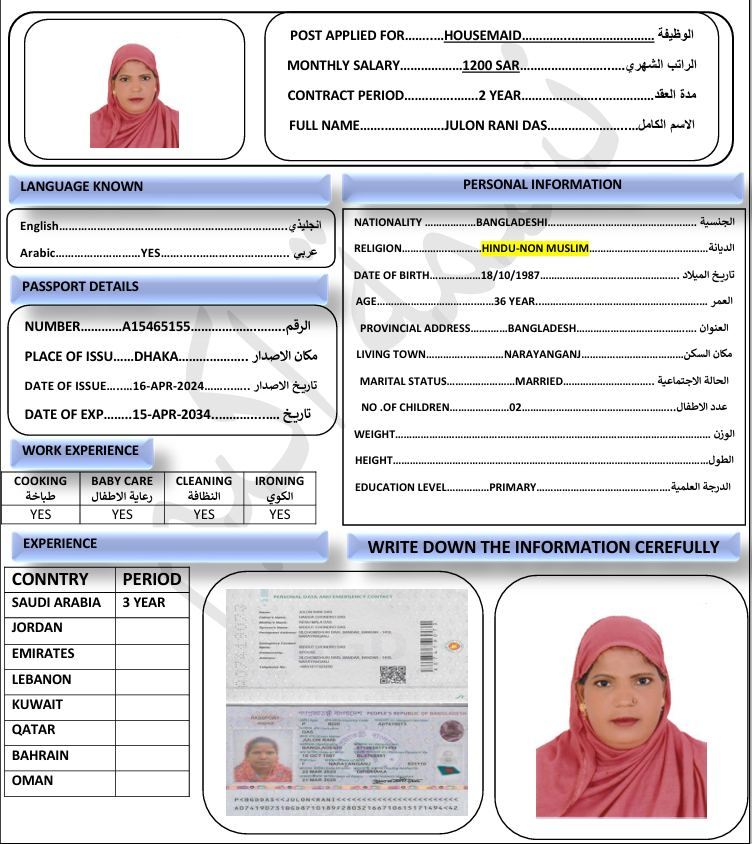 POST APPLIED FOR..........HOUSEMAID.......................................... الوظيفة
MONTHLY SALARY....................1200 SAR...........................الراتب الشهري
CONTRACT PERIOD........................2 YEAR...............................مدة العقد
FULL NAME...........................JULON RANI DAS...........................الاسم الكامل
LANGUAGE KNOWN
English.................................................................انجليزي
Arabic.........................YES....................................... عربي
PASSPORT DETAILS
NUMBER............A15465155...........................الرقم
PLACE OF ISSU......DHAKA................... مكان الاصدار
DATE OF ISSUE........16-APR-2024............ تاريخ الاصدار
DATE OF EXP........15-APR-2034.................... تاريخ
WORK EXPERIENCE
COOKING BABY CARE CLEANING IRONING
طباخة رعاية الاطفال النظافة الكوي
YES YES YES YES
PERSONAL INFORMATION
NATIONALITY ...............BANGLADESHI.......................................... الجنسية
RELIGION........................HINDU-NON MUSLIM...................................الديانة
DATE OF BIRTH...............18/10/1987......................................... تاريخ الميلاد
AGE...................................36 YEAR.................................................. العمر
PROVINCIAL ADDRESS...........BANGLADESH................................... العنوان
LIVING TOWN.......................NARAYANGANJ...........................مكان السكن
MARITAL STATUS....................MARRIED........................... الحالة الاجتماعية
NO .OF CHILDREN..................02............................................عدد الاطفال
WEIGHT.............................................................................................الوزن
HEIGHT..............................................................................................الطول
EDUCATION LEVEL.............PRIMARY.......................................الدرجة العلمية
EXPERIENCE
CONNTRY PERIOD
SAUDI ARABIA 3 YEAR
JORDAN
EMIRATES
LEBANON
KUWAIT
QATAR
BAHRAIN
OMAN
WRITE DOWN THE INFORMATION CEREFULLY
PERSONAL DATA AND EMERGENCY CONTACT
JULON RANI DAS
PASSPORT
PEOPLE'S REPUBLIC OF BANGLADESH
DAS
JULON RANI
BANGLADESHI
18 OCT 1987
NARAYANGANJ